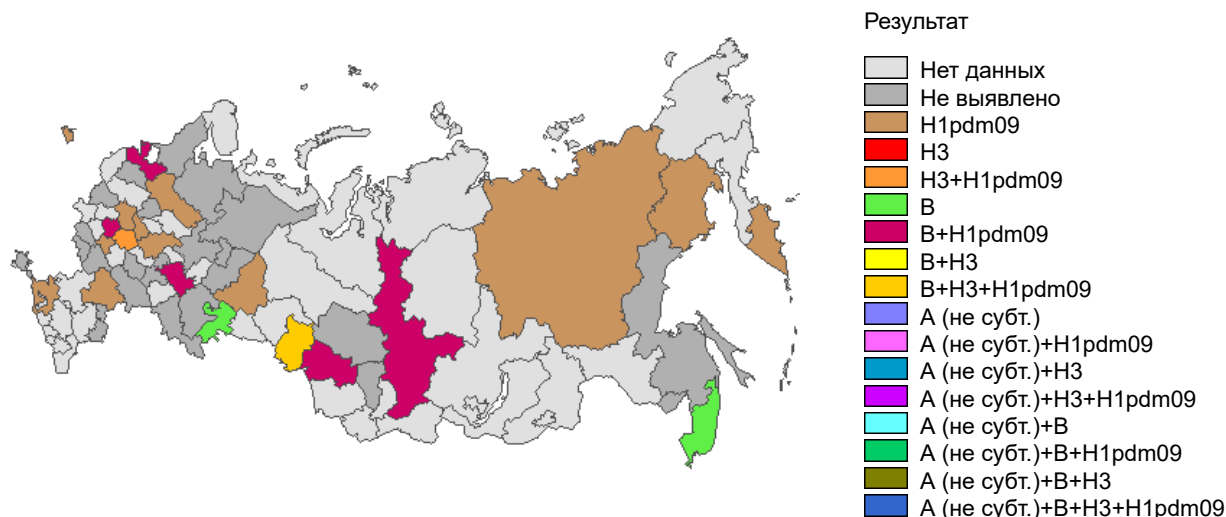 Результат
Нет данных
Не выявлено
H1pdm09
H3
H3+H1pdm09
B
B+H1pdm09
B+H3
B+H3+H1pdm09
А (не субт.)
А (не субт.)+H1pdm09
А (не субт.)+H3
А (не субт.)+H3+H1pdm09
А (не субт.)+B
А (не субт.)+B+H1pdm09
А (не субт.)+B+H3
А (не субт.)+B+H3+H1pdm09